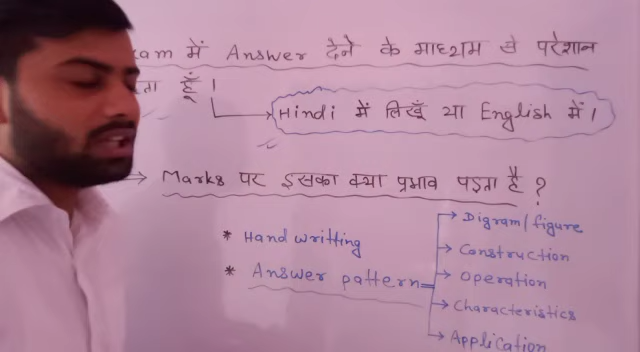 am में Answer देने के माध्यम से परेशान
ता हूँ।
Hindi में लिखूँ या English में।
Marks पर इसका क्या प्रभाव पड़ता है?
* Hand writting
* Answer pattern
Digram/figure
Construction
Operation
Characteristics
Application